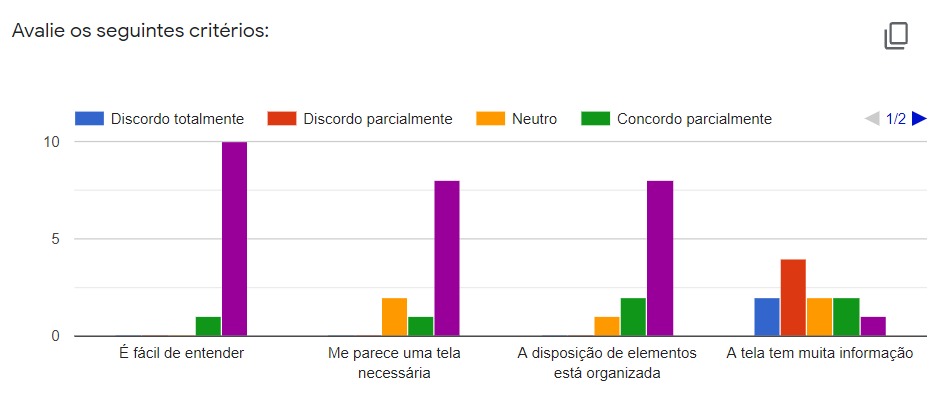 Avalie os seguintes critérios:
Discordo totalmente
Discordo parcialmente
Neutro
Concordo parcialmente
1/2
10
5
0
É fácil de entender
Me parece uma tela
necessária
A disposição de elementos
está organizada
A tela tem muita informação